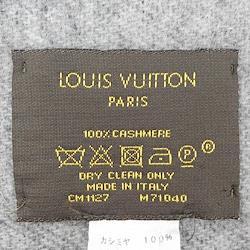 LOUIS VUITTON
PARIS
100% CASHMERE
P ®
DRY CLEAN ONLY
MADE IN ITALY
CM1127 M71040
カシミヤ 100%